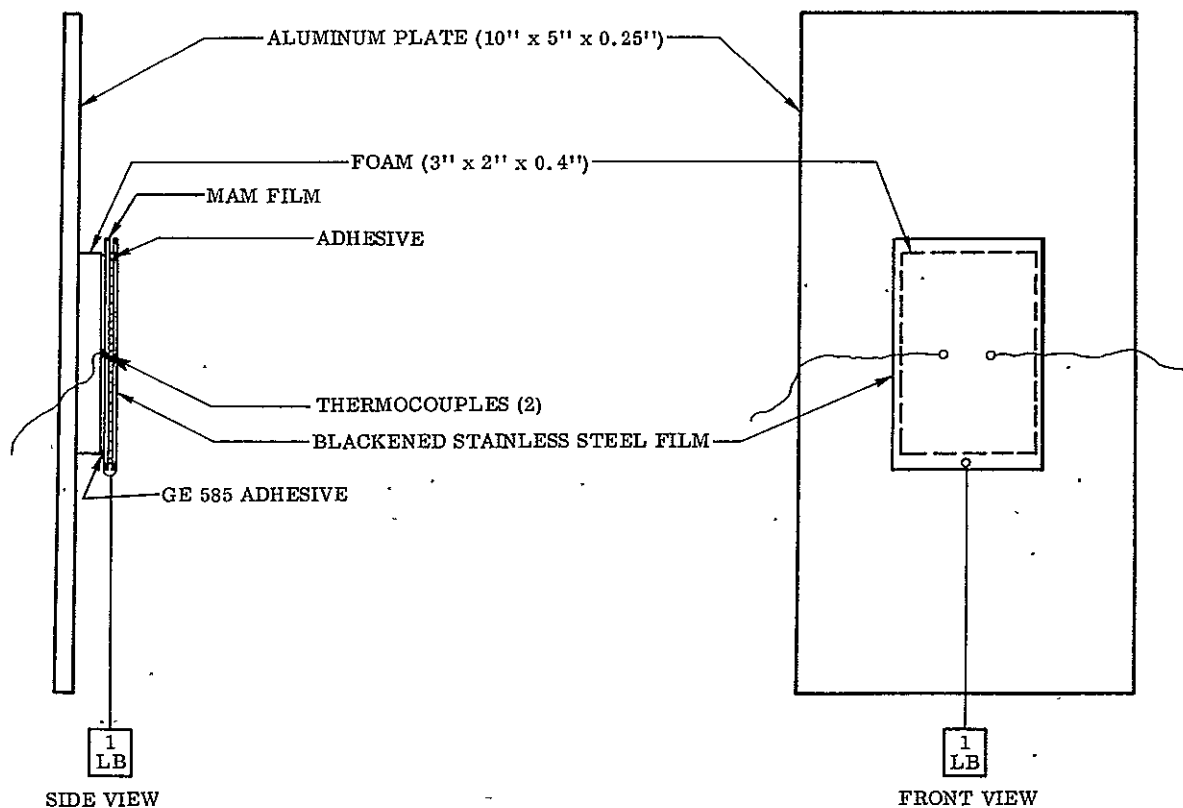 ALUMINUM PLATE (10" x 5" x 0.25")
FOAM (3" x 2" x 0.4")
MAM FILM
ADHESIVE
THERMOCOUPLES (2)
BLACKENED STAINLESS STEEL FILM
GE 585 ADHESIVE
1
LB
SIDE VIEW
1
LB
FRONT VIEW